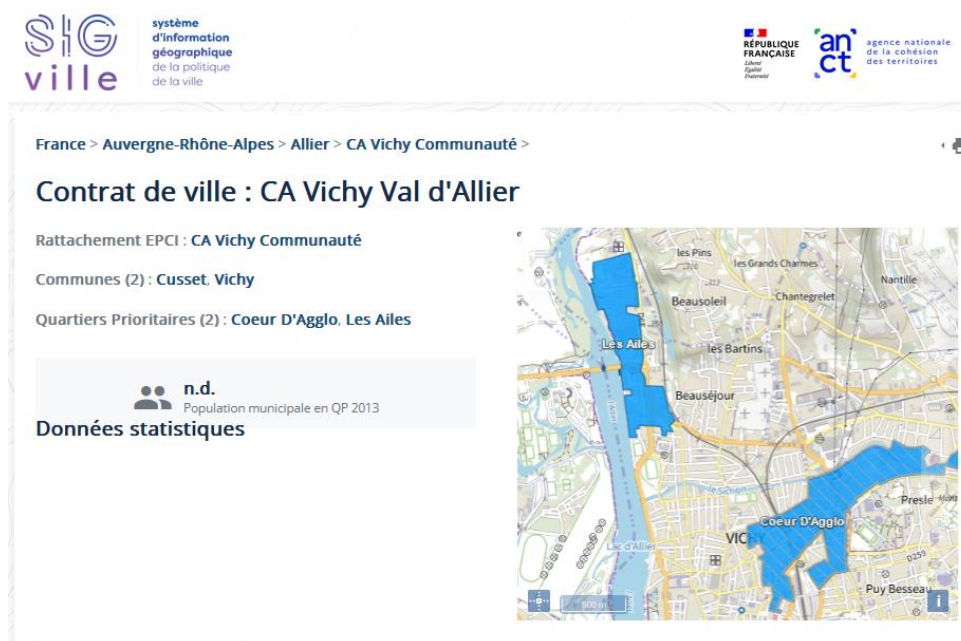 SIG
ville
système
d'information
géographique
de la politique
de la ville
RÉPUBLIQUE
FRANÇAISE
Liberté
Égalité
Fraternité
an
ct
agence nationale
de la cohésion
des territoires
France > Auvergne-Rhône-Alpes > Allier > CA Vichy Communauté >
Contrat de ville : CA Vichy Val d'Allier
Rattachement EPCI : CA Vichy Communauté
Communes (2) : Cusset, Vichy
Quartiers Prioritaires (2) : Coeur D'Agglo, Les Ailes
n.d.
Population municipale en QP 2013
Données statistiques
les Pins
les Grands Charmes
Nantille
Beausoleil
Chantegrelet
Les Ailes
les Bartins
Beauséjour
Presle
Coeur D'Agglo
VICHY
Lac d'Allier
D259
Puy Besseau
500 m
i